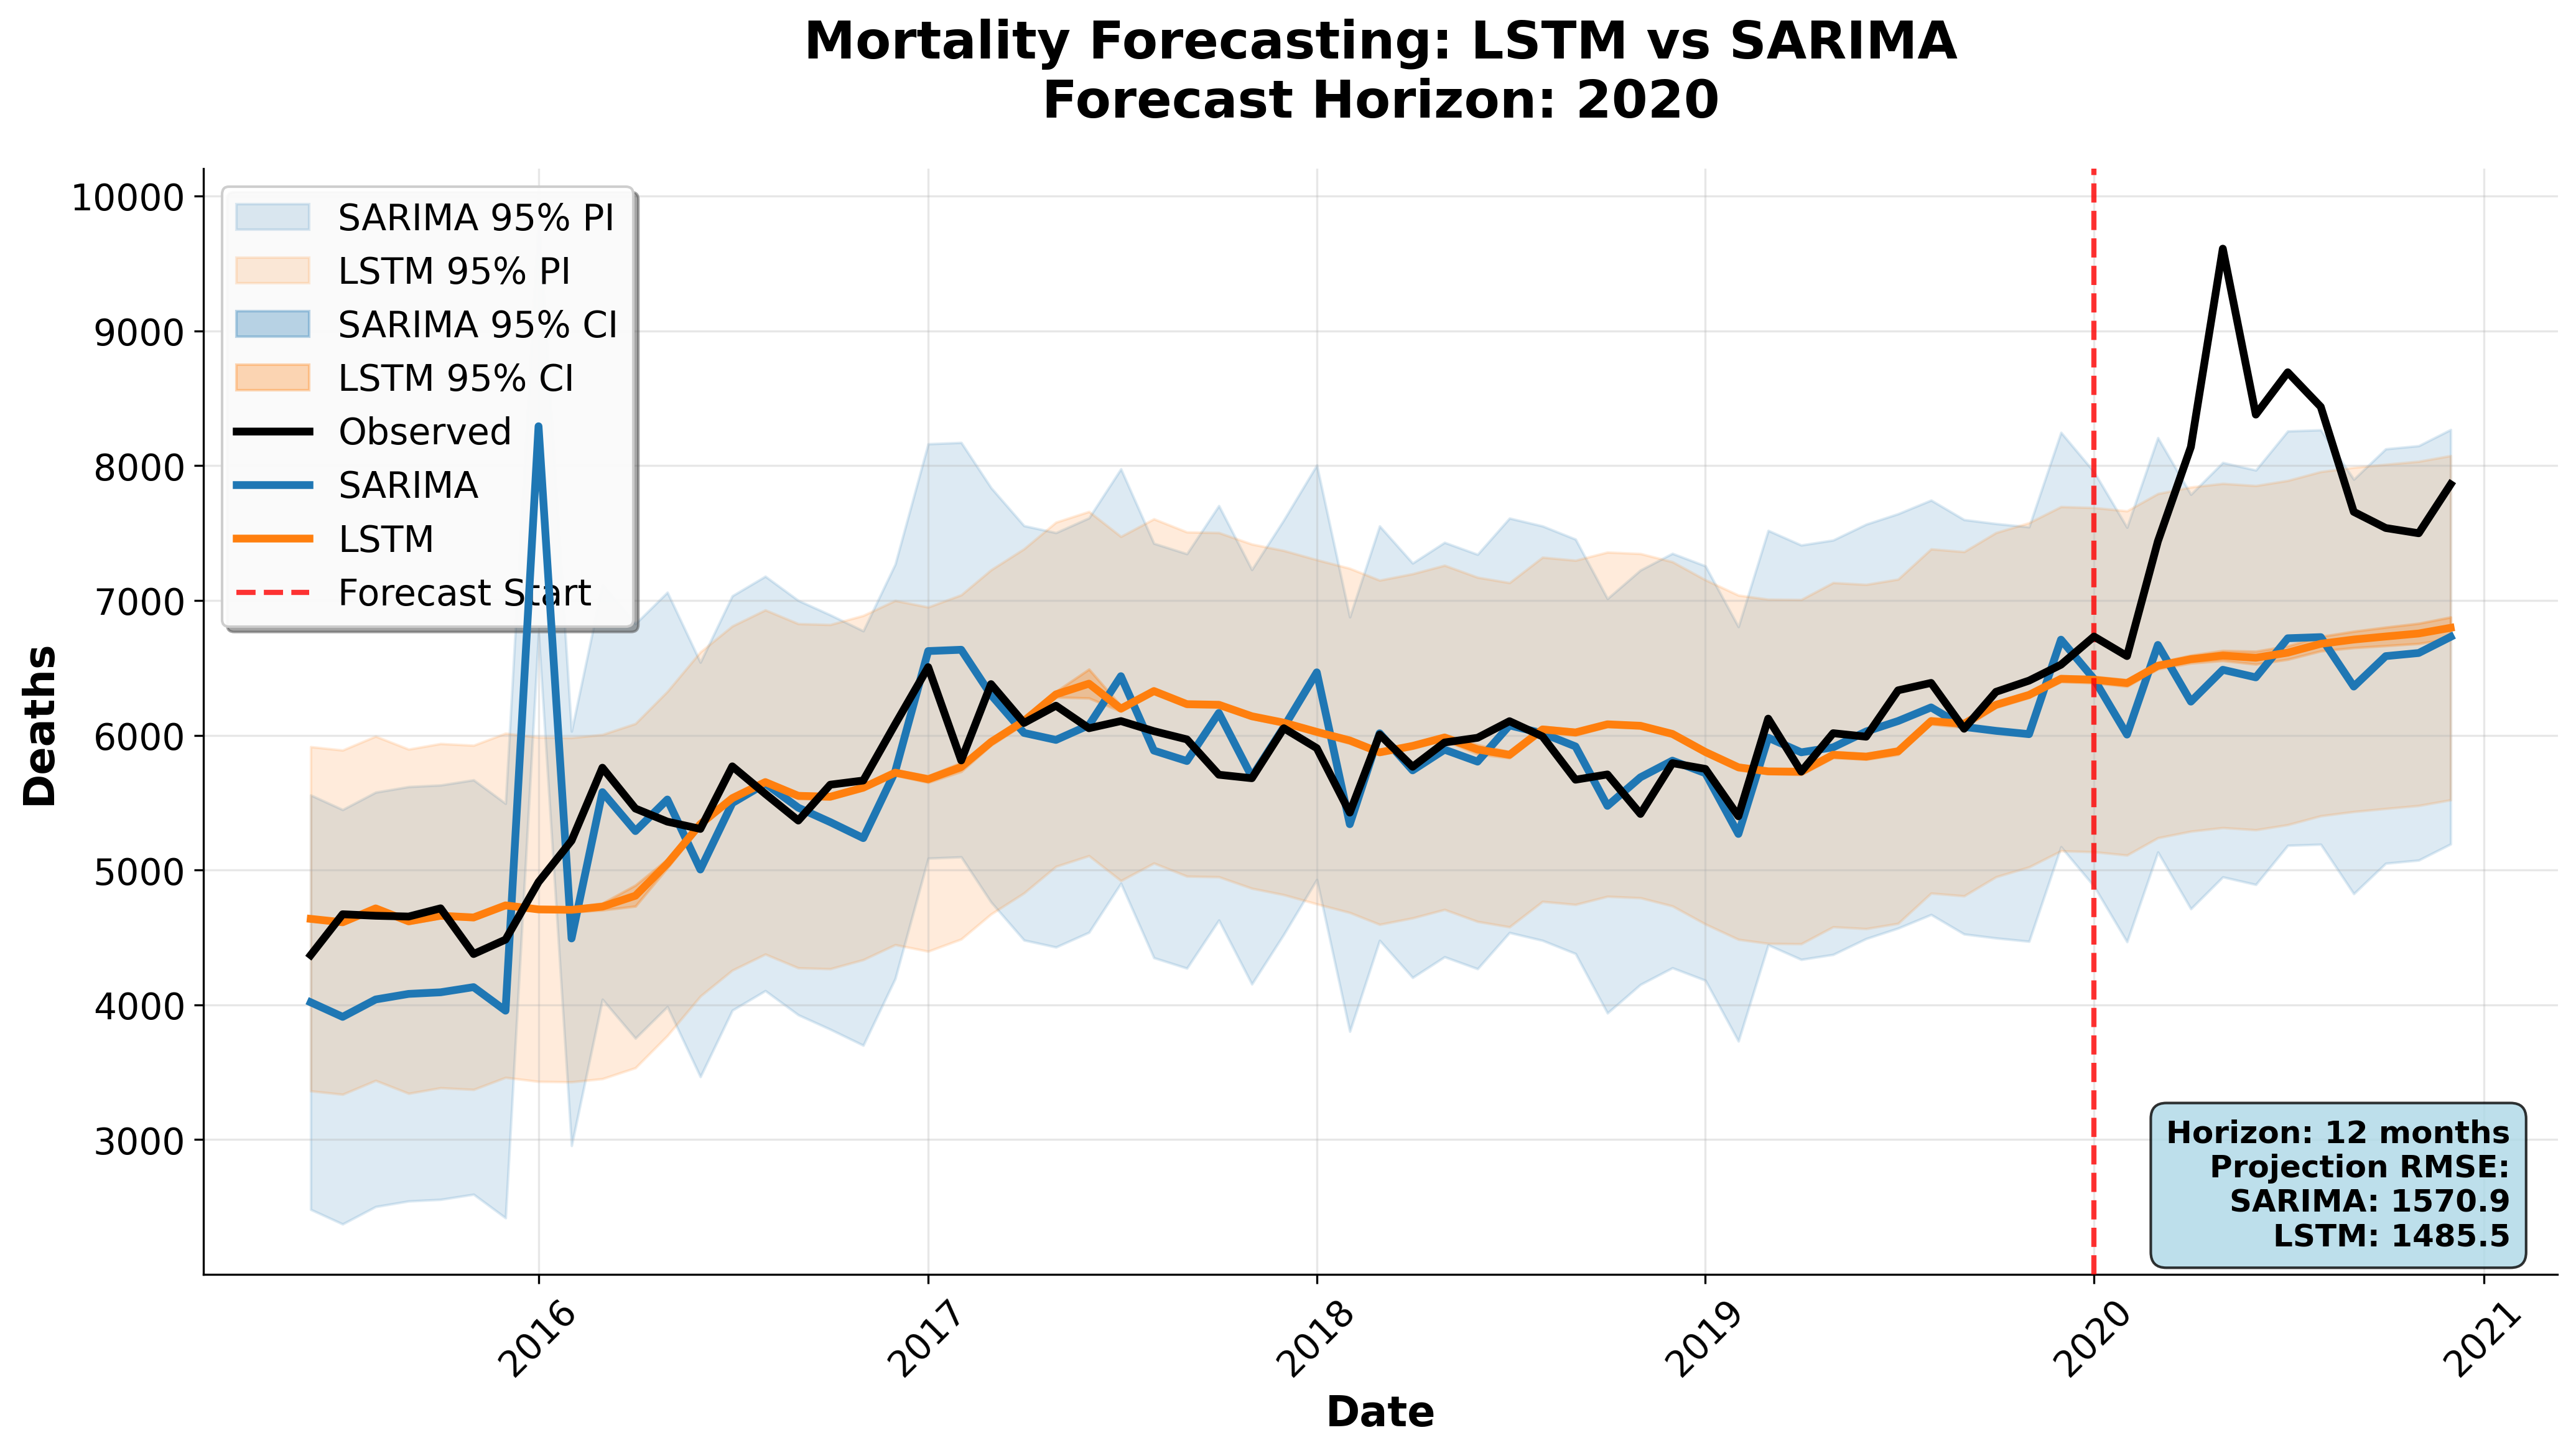 Mortality Forecasting: LSTM vs SARIMA
Forecast Horizon: 2020
Deaths
10000
9000
8000
7000
6000
5000
4000
3000
SARIMA 95% PI
LSTM 95% PI
SARIMA 95% CI
LSTM 95% CI
Observed
SARIMA
LSTM
Forecast Start
Horizon: 12 months
Projection RMSE:
SARIMA: 1570.9
LSTM: 1485.5
2016
2017
2018
2019
2020
2021
Date